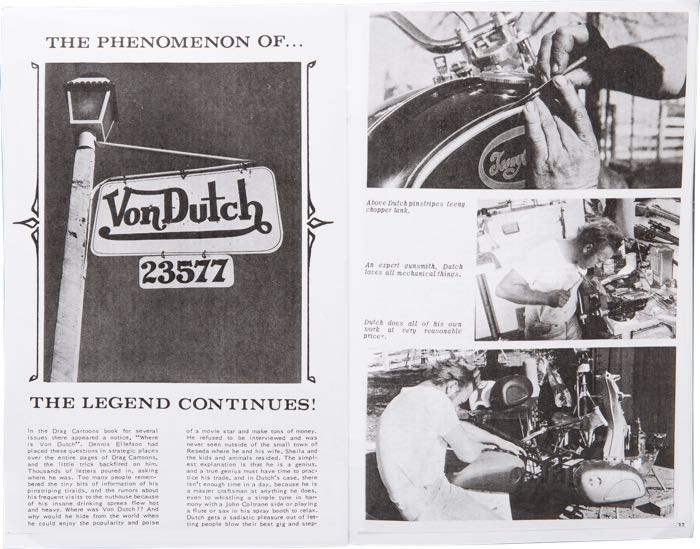 THE PHENOMENON OF...
Von Dutch
23577
THE LEGEND CONTINUES!
In the Drag Cartoons book for several
issues there appeared a notice, "Where
is Von Dutch". Dennis Ellefson had
placed these questions in strategic places
over the entire pages of Drag Cartoons,
and the little trick backfired on him.
Thousands of letters poured in, asking
where he was. Too many people remem-
bered the tiny bits of information of his
pinstriping tirades, and the rumors about
his frequent visits to the nuthouse because
of his insane drinking sprees flew hot
and heavy. Where was Von Dutch?? And
why would he hide from the world when
he could enjoy the popularity and poise
of a movie star and make tons of money.
He refused to be interviewed and was
never seen outside of the small town of
Reseda where he and his wife, Sheila and
the kids and animals resided. The simpl-
est explanation is that he is a genius,
and a true genius must have time to prac-
tice his trade, and in Dutch's case, there
isn't enough time in a day, because he is
a master craftsman at anything he does,
even to whistling a simple tune in har-
mony with a John Coltrane side or playing
a flute or sax in his spray booth to relax.
Dutch gets a sadistic pleasure out of let-
ting people blow their best gig and step-
Above Dutch pinstripes teeny
chopper tank.
An expert gunsmith, Dutch
loves all mechanical things.
Dutch does all of his own
work at very reasonable
prices.